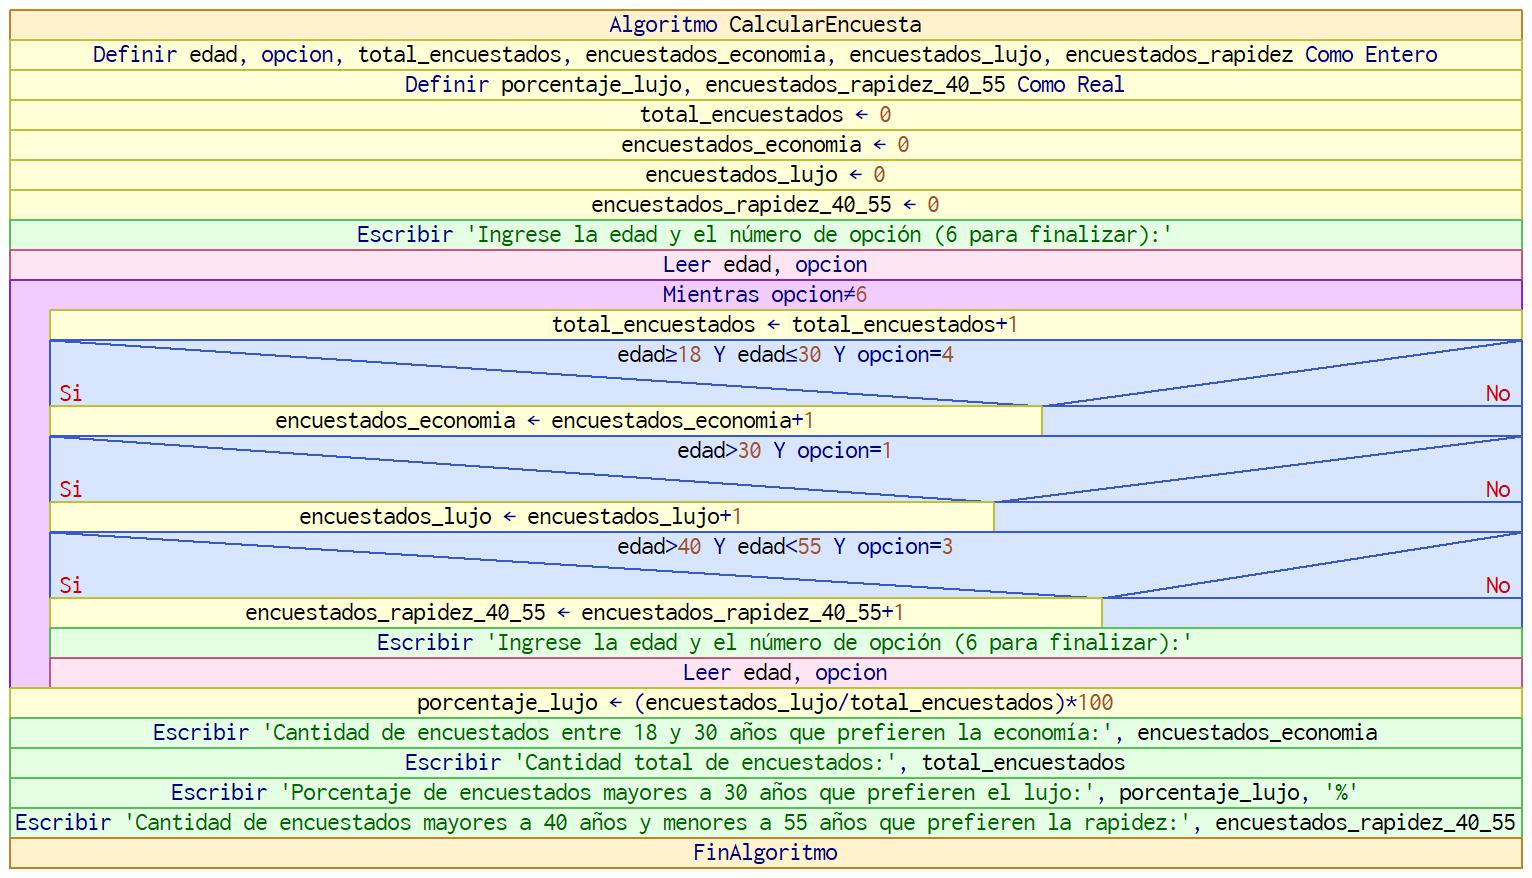 Algoritmo CalcularEncuesta
Definir edad, opcion, total_encuestados, encuestados_economia, encuestados_lujo, encuestados_rapidez Como Entero
Definir porcentaje_lujo, encuestados_rapidez_40_55 Como Real
total_encuestados ← 0
encuestados_economia ← 0
encuestados_lujo ← 0
encuestados_rapidez_40_55 ← 0
Escribir 'Ingrese la edad y el número de opción (6 para finalizar):'
Leer edad, opcion
Mientras opcion≠6
total_encuestados ← total_encuestados+1
edad≥18 Y edad≤30 Y opcion=4
Si No
encuestados_economia ← encuestados_economia+1
edad>30 Y opcion=1
Si No
encuestados_lujo ← encuestados_lujo+1
edad>40 Y edad<55 Y opcion=3
Si No
encuestados_rapidez_40_55 ← encuestados_rapidez_40_55+1
Escribir 'Ingrese la edad y el número de opción (6 para finalizar):'
Leer edad, opcion
porcentaje_lujo ← (encuestados_lujo/total_encuestados)*100
Escribir 'Cantidad de encuestados entre 18 y 30 años que prefieren la economía:', encuestados_economia
Escribir 'Cantidad total de encuestados:', total_encuestados
Escribir 'Porcentaje de encuestados mayores a 30 años que prefieren el lujo:', porcentaje_lujo, '%'
Escribir 'Cantidad de encuestados mayores a 40 años y menores a 55 años que prefieren la rapidez:', encuestados_rapidez_40_55
FinAlgoritmo